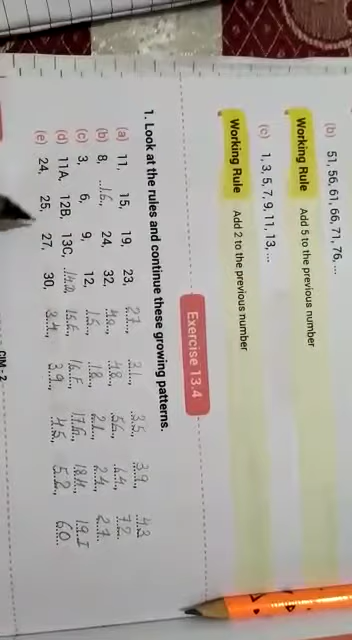 (b) 51, 56, 61, 66, 71, 76, ...
Working Rule Add 5 to the previous number
(c) 1, 3, 5, 7, 9, 11, 13, ...
Working Rule Add 2 to the previous number
Exercise 13.4
1. Look at the rules and continue these growing patterns.
(a) 11, 15, 19, 23, 27, 31, 35, 39, 43
(b) 8, 16, 24, 32, 40, 48, 56, 64, 72
(c) 3, 6, 9, 12, 15, 18, 21, 24, 27
(d) 11A, 12B, 13C, 14D, 15E, 16F, 17G, 18H, 19I
(e) 24, 25, 27, 30, 34, 39, 45, 52, 60